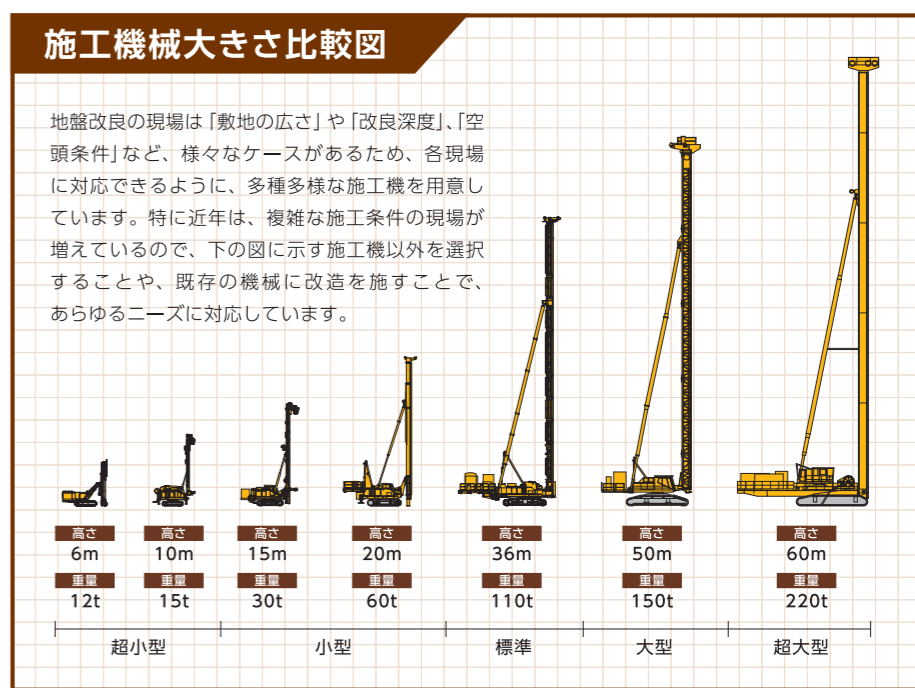 施工機械大きさ比較図
地盤改良の現場は「敷地の広さ」や「改良深度」、「空
頭条件」など、様々なケースがあるため、各現場
に対応できるように、多種多様な施工機を用意し
ています。特に近年は、複雑な施工条件の現場が
増えているので、下の図に示す施工機以外を選択
することや、既存の機械に改造を施すことで、
あらゆるニーズに対応しています。
高さ 高さ 高さ 高さ 高さ 高さ 高さ
6m 10m 15m 20m 36m 50m 60m
重量 重量 重量 重量 重量 重量 重量
12t 15t 30t 60t 110t 150t 220t
超小型 小型 標準 大型 超大型